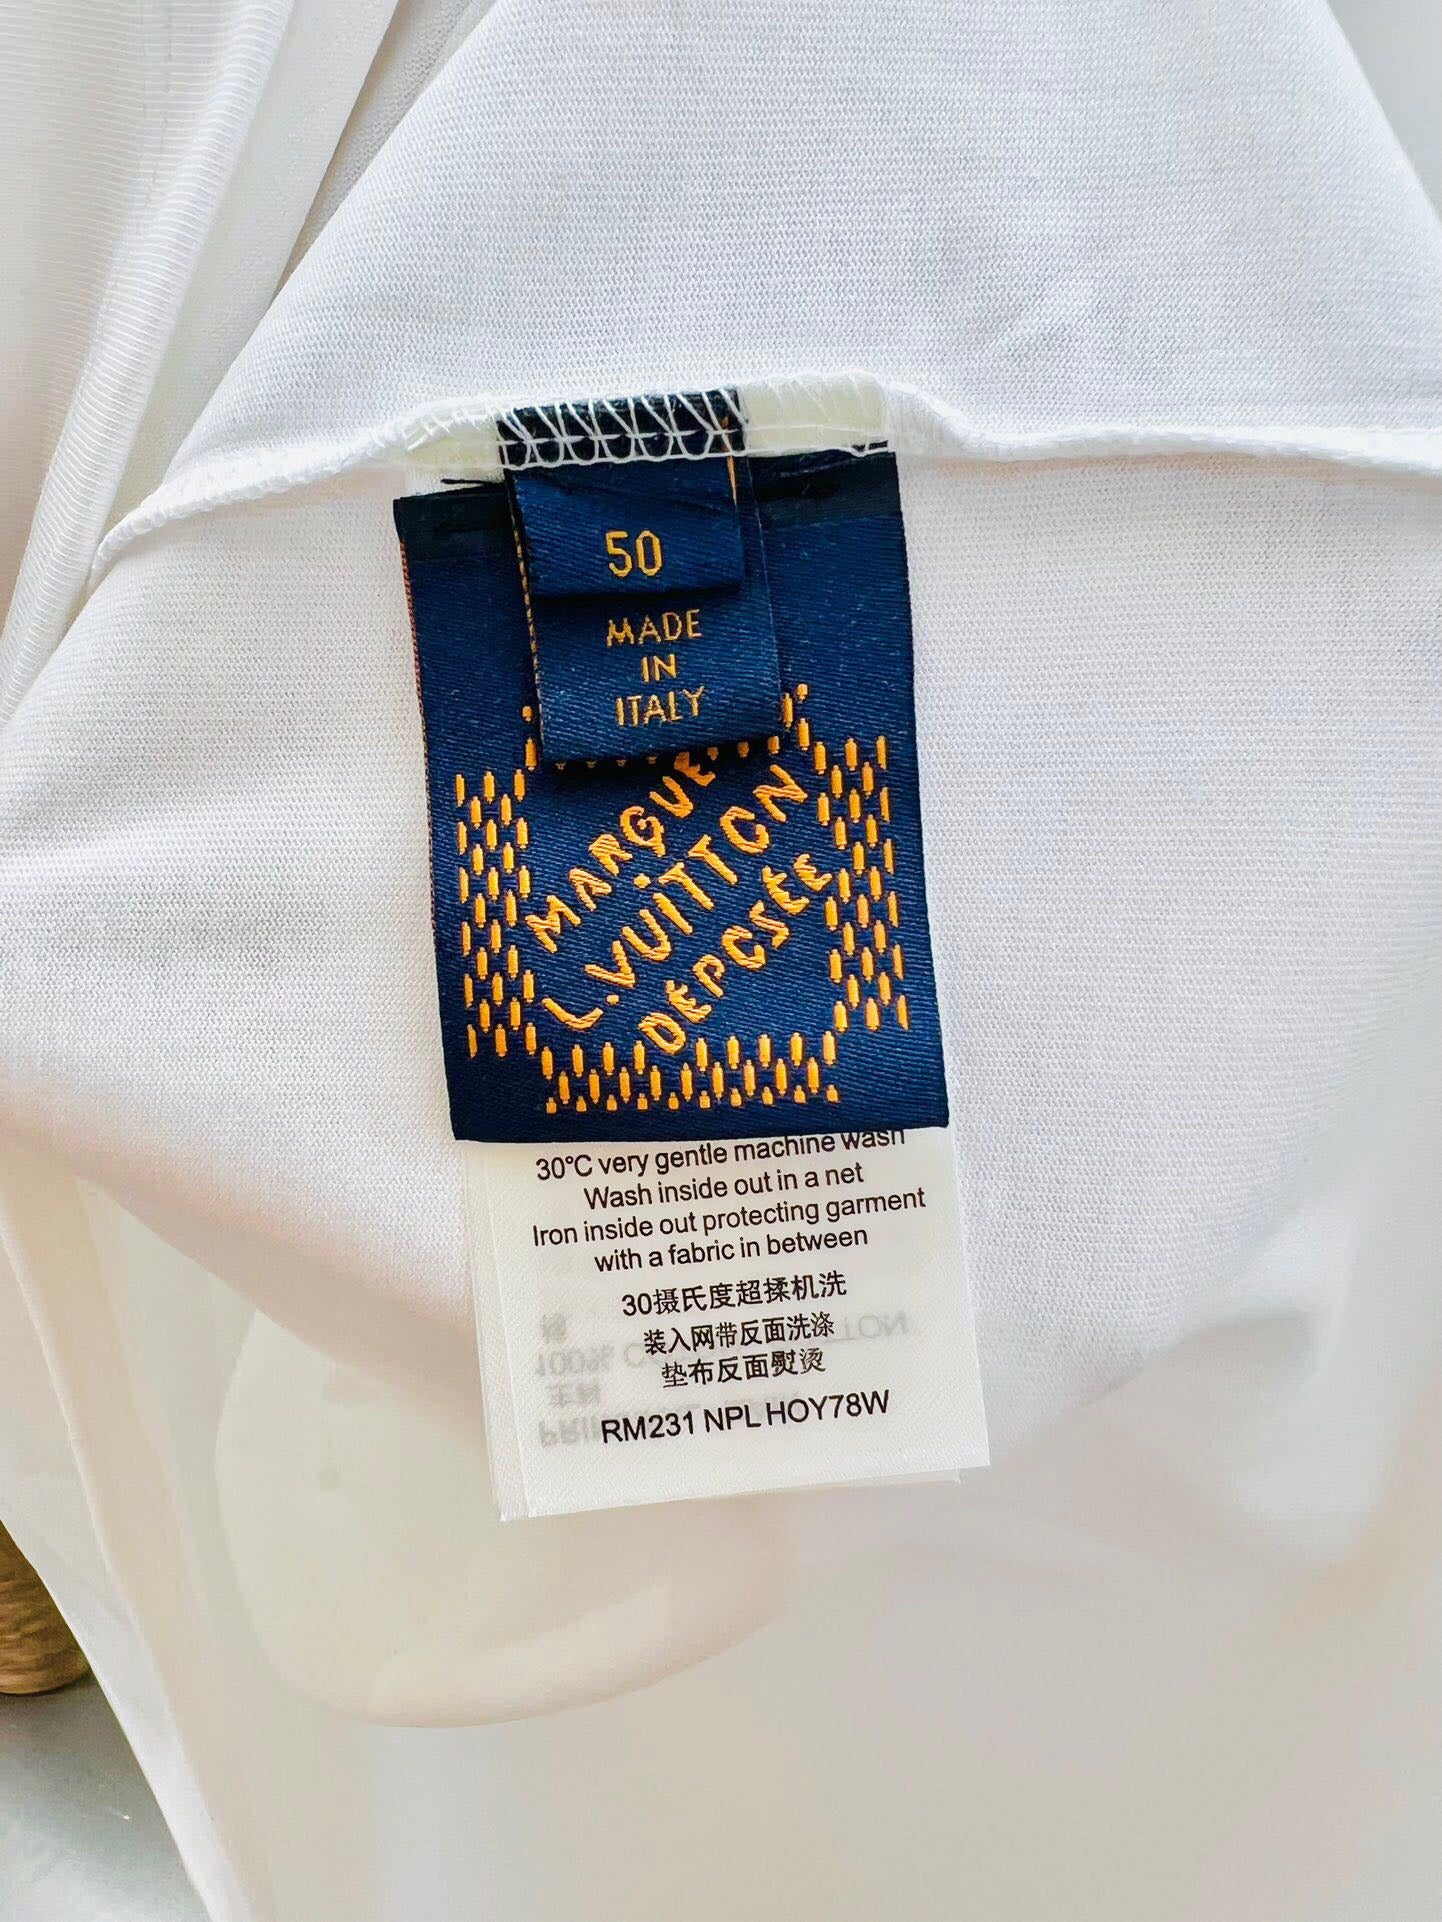 50
MADE
IN
ITALY
MARQUE
L.VUITTON
DÉPOSÉE
30°C very gentle machine wash
Wash inside out in a net
Iron inside out protecting garment
with a fabric in between
30摄氏度超揉机洗
装入网带反面洗涤
垫布反面熨烫
RM231 NPL HOY78W